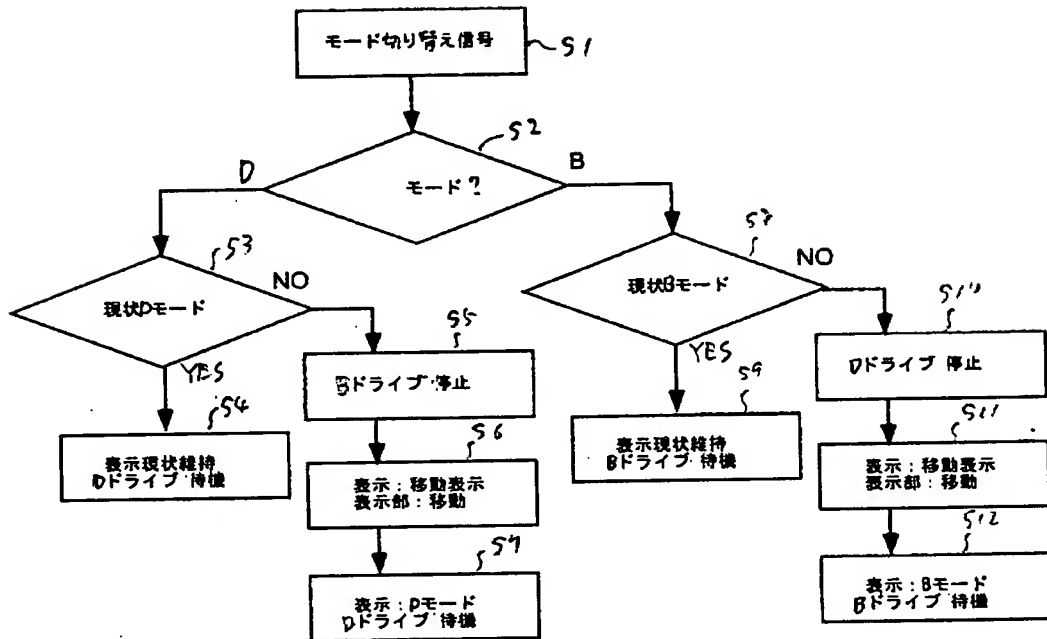 モード切り替え信号
S1
S2
D
B
モード?
S3
S8
NO
NO
現状Dモード
現状Bモード
S5
S10
YES
YES
Bドライブ 停止
Dドライブ 停止
S4
S9
S6
S11
表示現状維持
Dドライブ 待機
表示現状維持
Bドライブ 待機
表示:移動表示
表示部:移動
表示:移動表示
表示部:移動
S7
S12
表示:Dモード
Dドライブ 待機
表示:Bモード
Bドライブ 待機